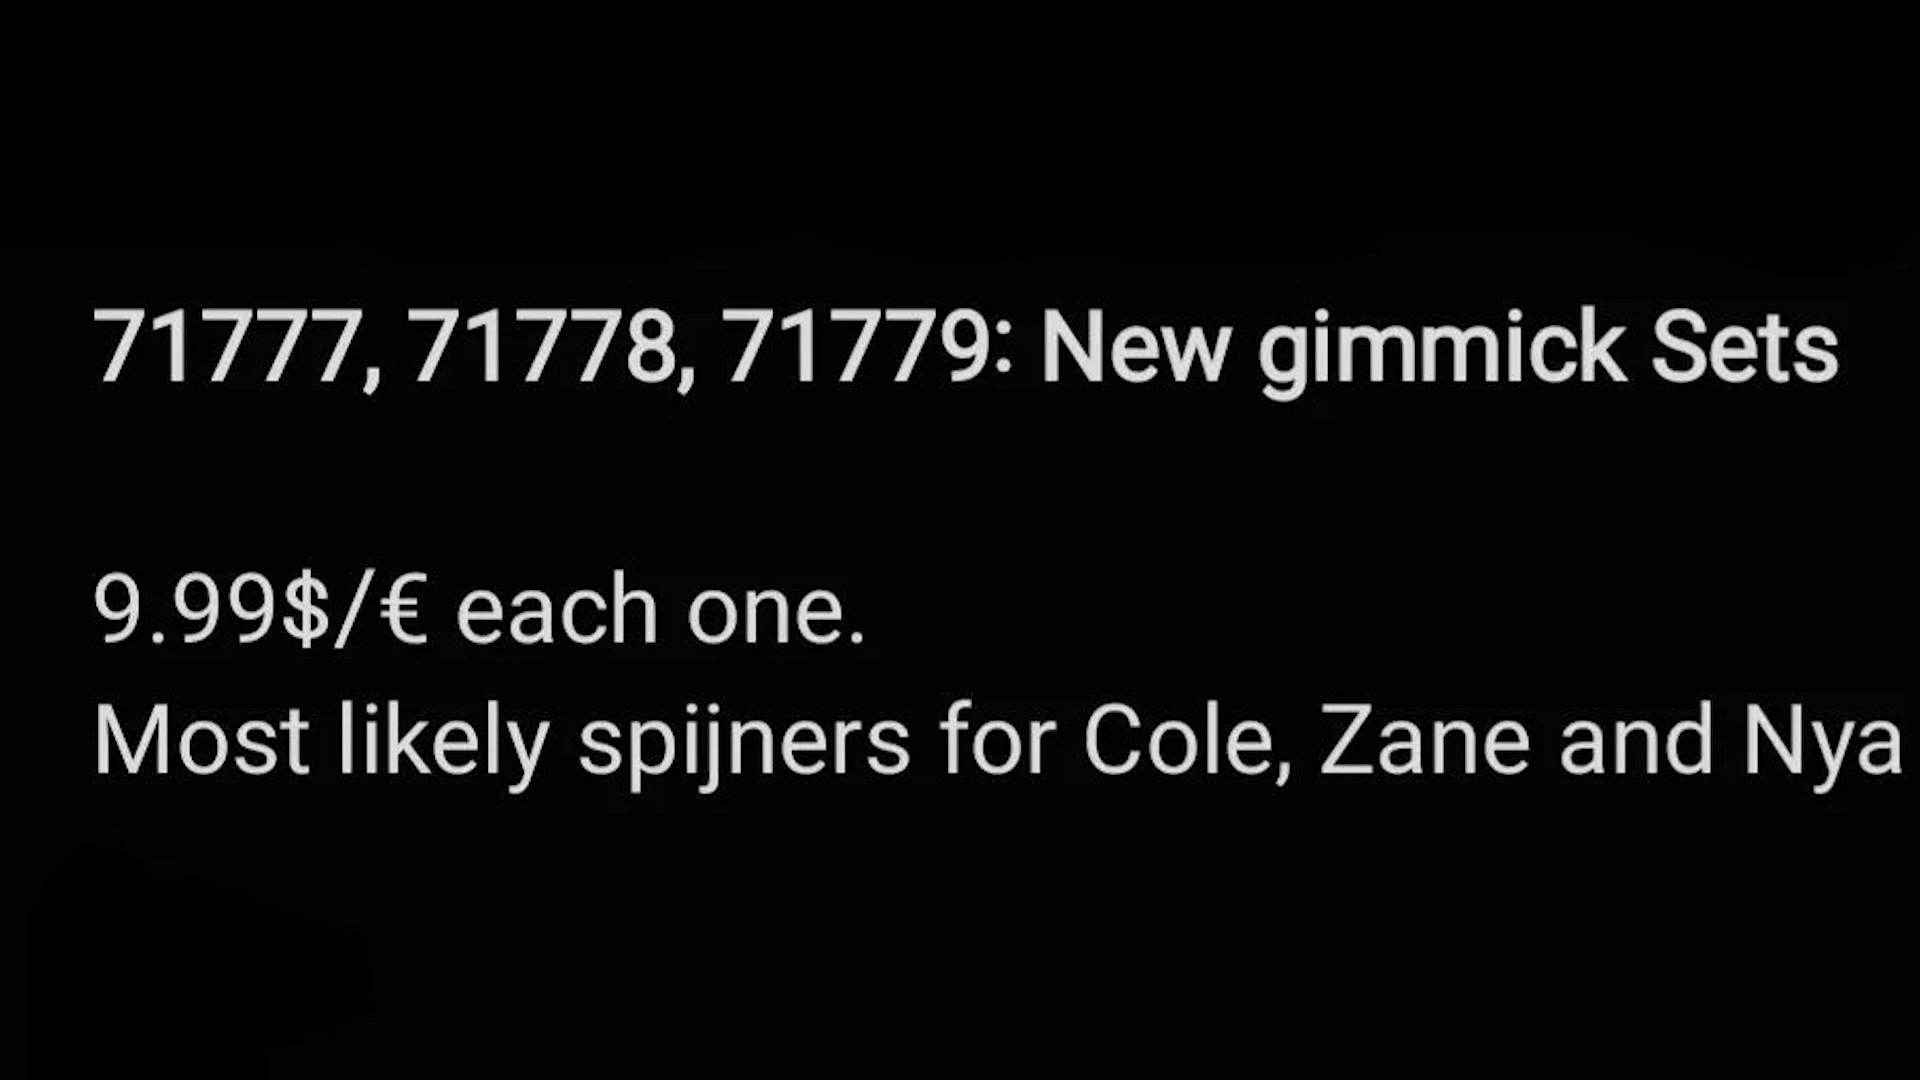 71777, 71778, 71779: New gimmick Sets
9.99$/€ each one.
Most likely spijners for Cole, Zane and Nya